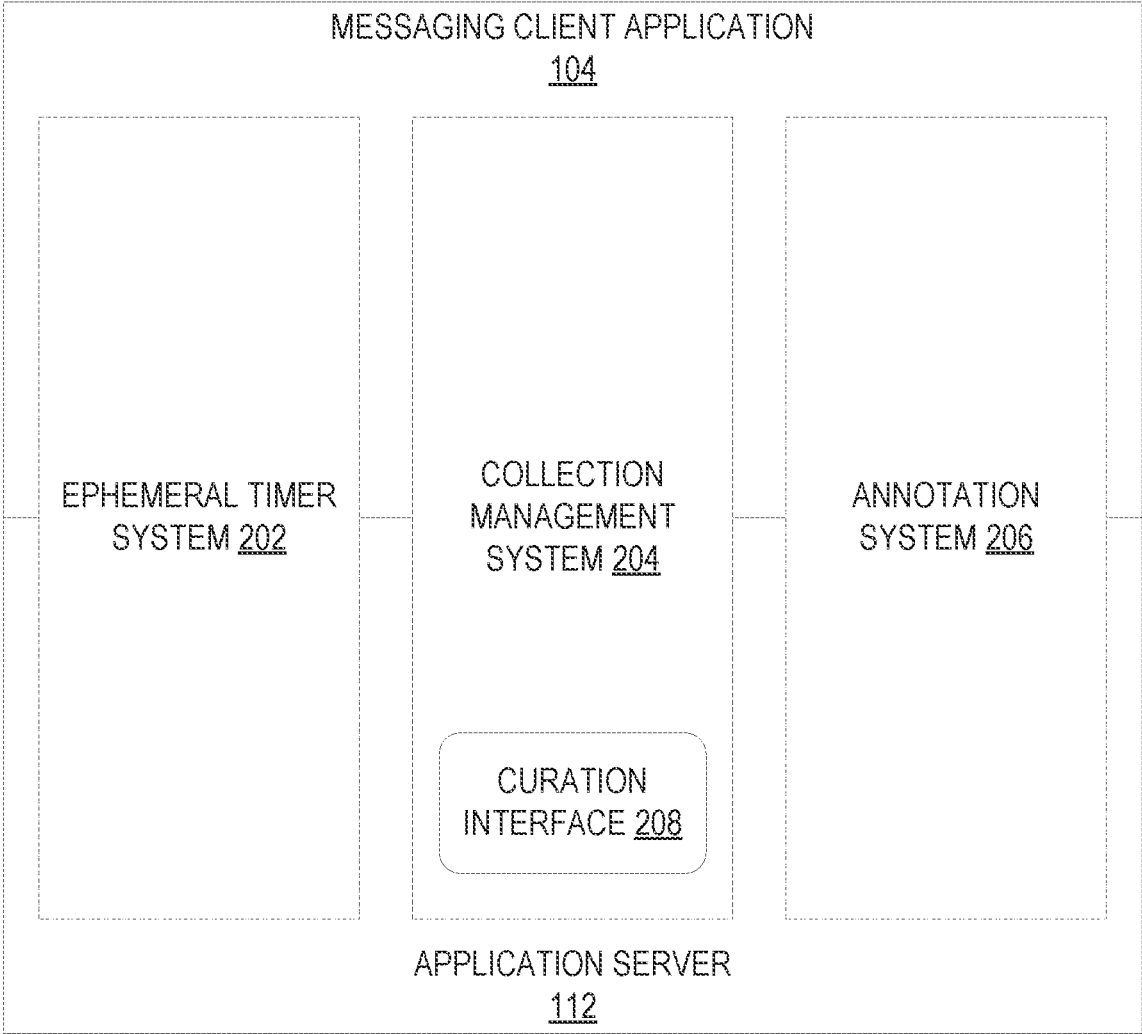 MESSAGING CLIENT APPLICATION
104
EPHEMERAL TIMER
SYSTEM 202
COLLECTION
MANAGEMENT
SYSTEM 204
ANNOTATION
SYSTEM 206
CURATION
INTERFACE 208
APPLICATION SERVER
112